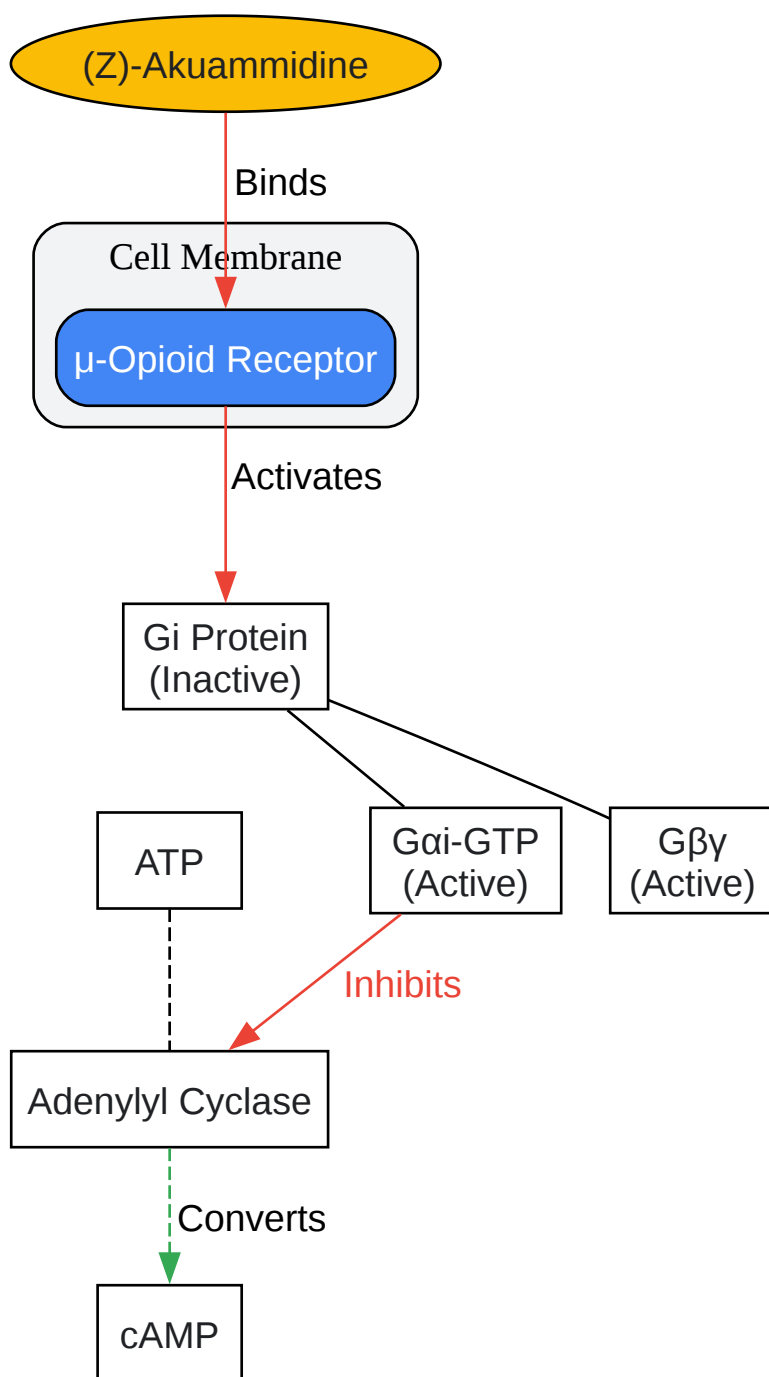 (Z)-Akuammidine
Binds
Cell Membrane
μ-Opioid Receptor
Activates
Gi Protein
(Inactive)
ATP
Gαi-GTP
(Active)
Gβγ
(Active)
Inhibits
Adenylyl Cyclase
Converts
cAMP